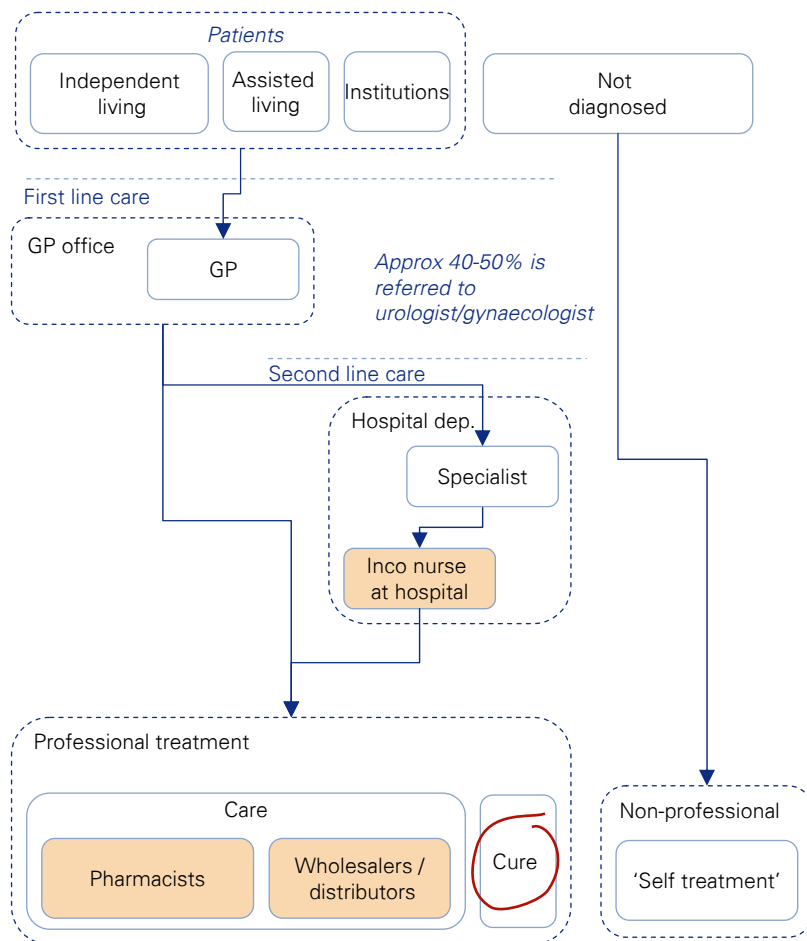 Patients
Independent
living
Assisted
living
Institutions
Not
diagnosed
First line care
GP office
GP
Approx 40-50% is
referred to
urologist/gynaecologist
Second line care
Hospital dep.
Specialist
Inco nurse
at hospital
Professional treatment
Care
Pharmacists
Wholesalers /
distributors
Cure
Non-professional
‘Self treatment’